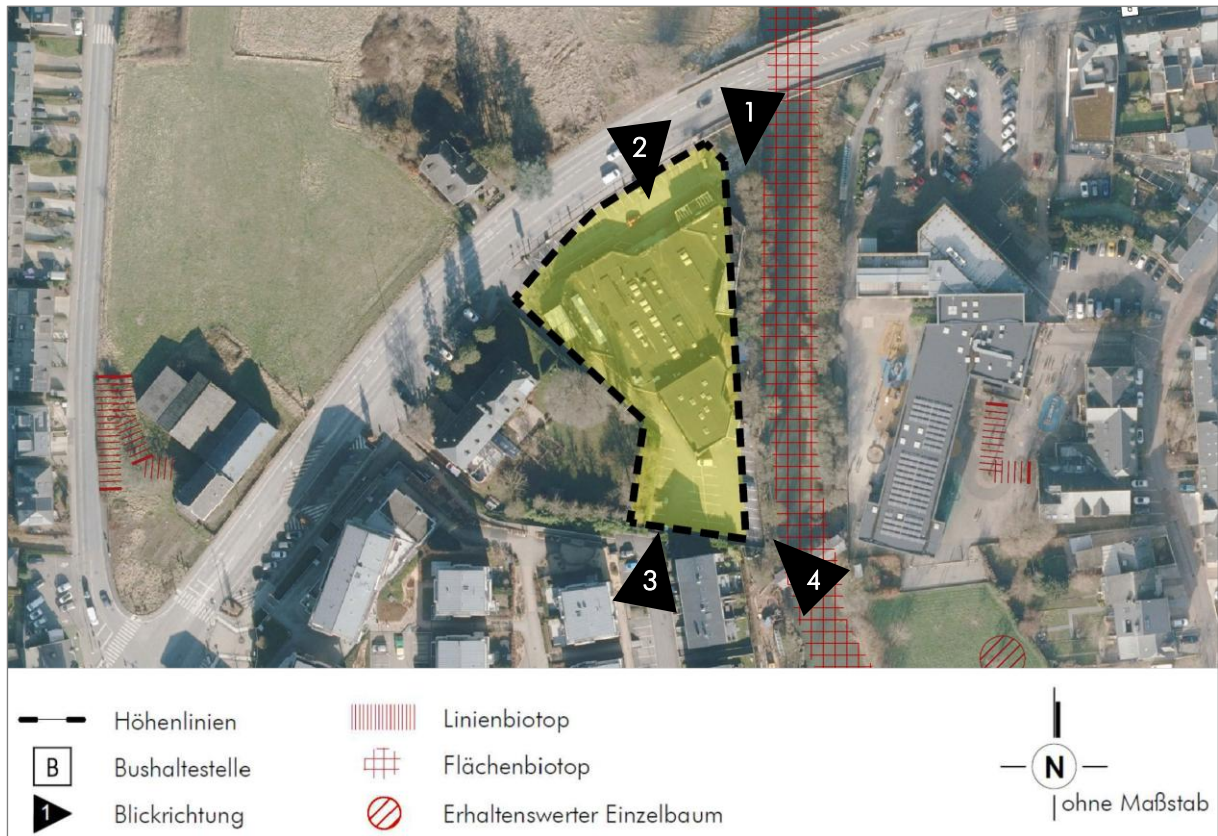 1
2
3
4
Höhenlinien
Linienbiotop
B
Bushaltestelle
Flächenbiotop
1
Blickrichtung
Erhaltenswerter Einzelbaum
N
ohne Maßstab